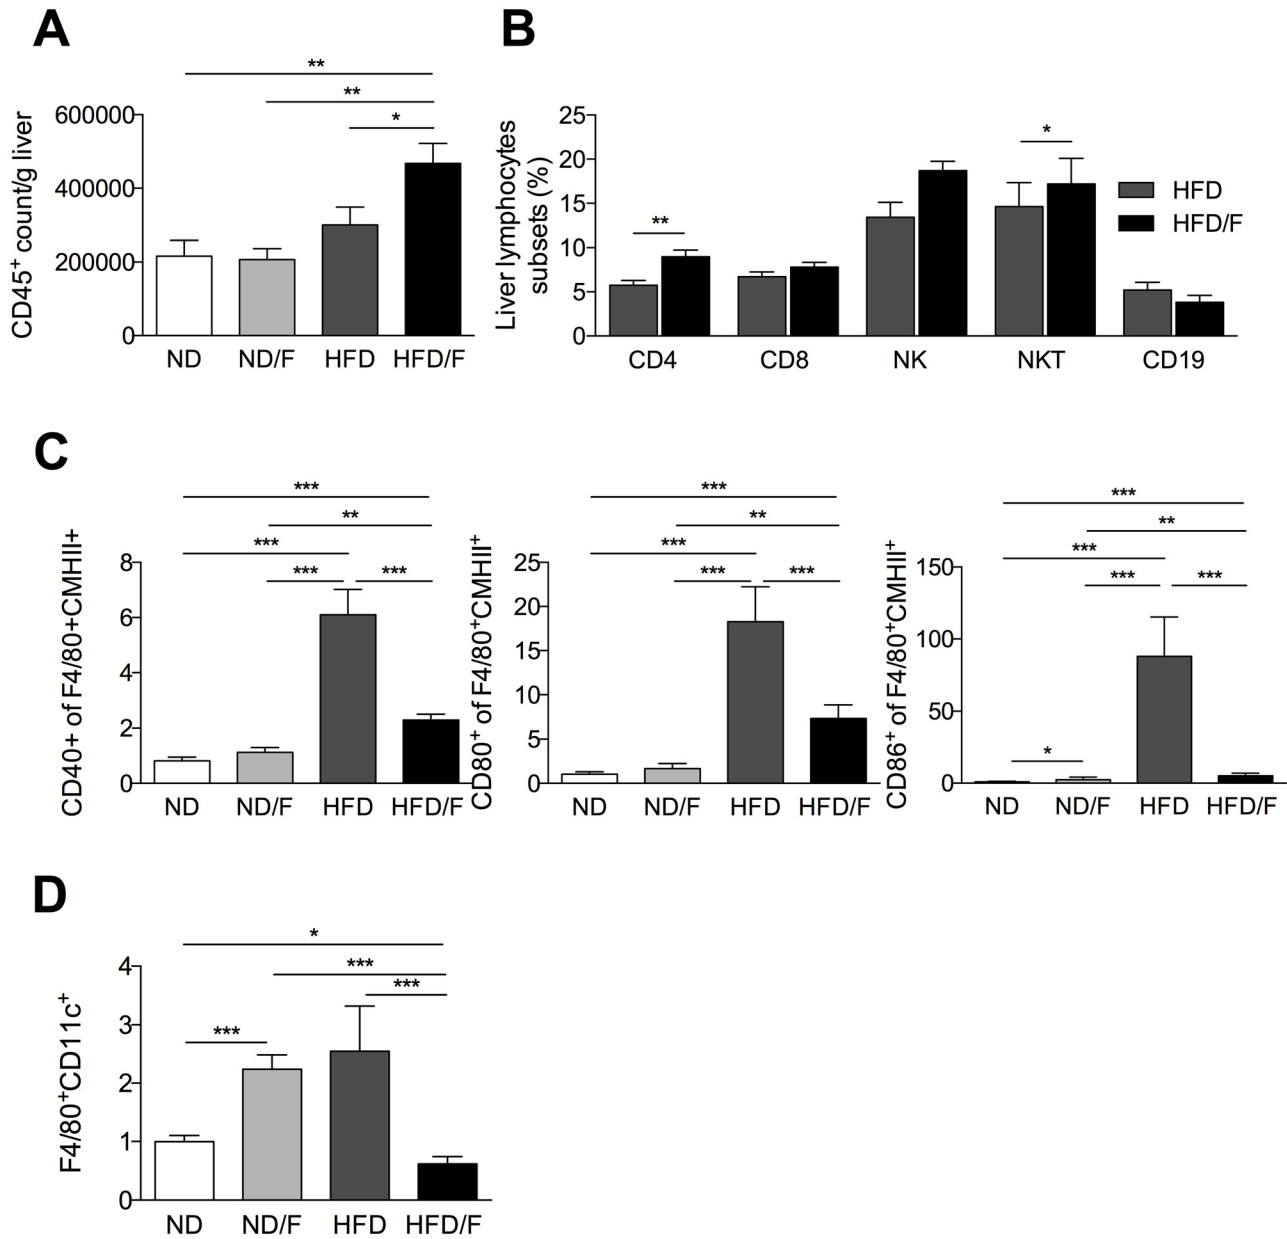 A
**
**
*
CD45+ count/g liver
600000
400000
200000
0
ND ND/F HFD HFD/F
B
Liver lymphocytes
subsets (%)
25
20
15
10
5
0
**
*
HFD
HFD/F
CD4 CD8 NK NKT CD19
C
***
**
***
*** ***
CD40+ of F4/80+CMHII+
8
6
4
2
0
ND ND/F HFD HFD/F
***
**
***
*** ***
CD80+ of F4/80+CMHII+
25
20
15
10
5
0
ND ND/F HFD HFD/F
***
**
***
*** ***
CD86+ of F4/80+CMHII+
150
100
50
0
*
ND ND/F HFD HFD/F
D
*
***
***
***
F4/80+CD11c+
4
3
2
1
0
ND ND/F HFD HFD/F